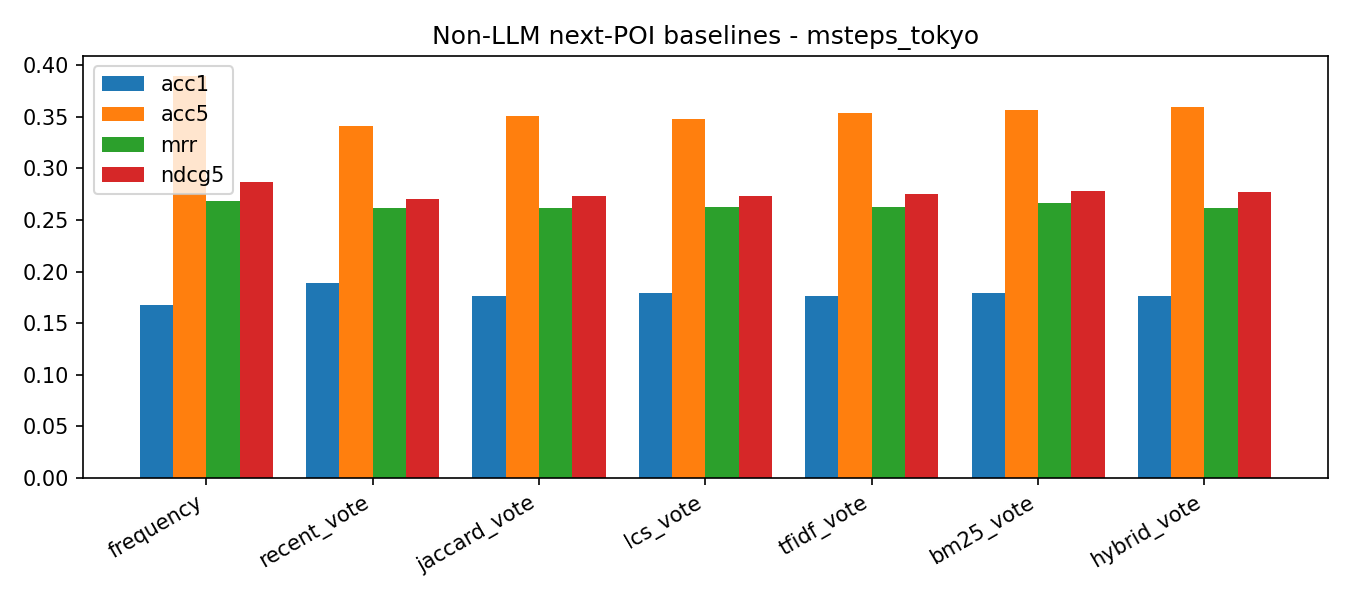 Non-LLM next-POI baselines - msteps_tokyo
0.40
0.35
0.30
0.25
0.20
0.15
0.10
0.05
0.00
acc1
acc5
mrr
ndcg5
frequency
recent_vote
jaccard_vote
lcs_vote
tfidf_vote
bm25_vote
hybrid_vote